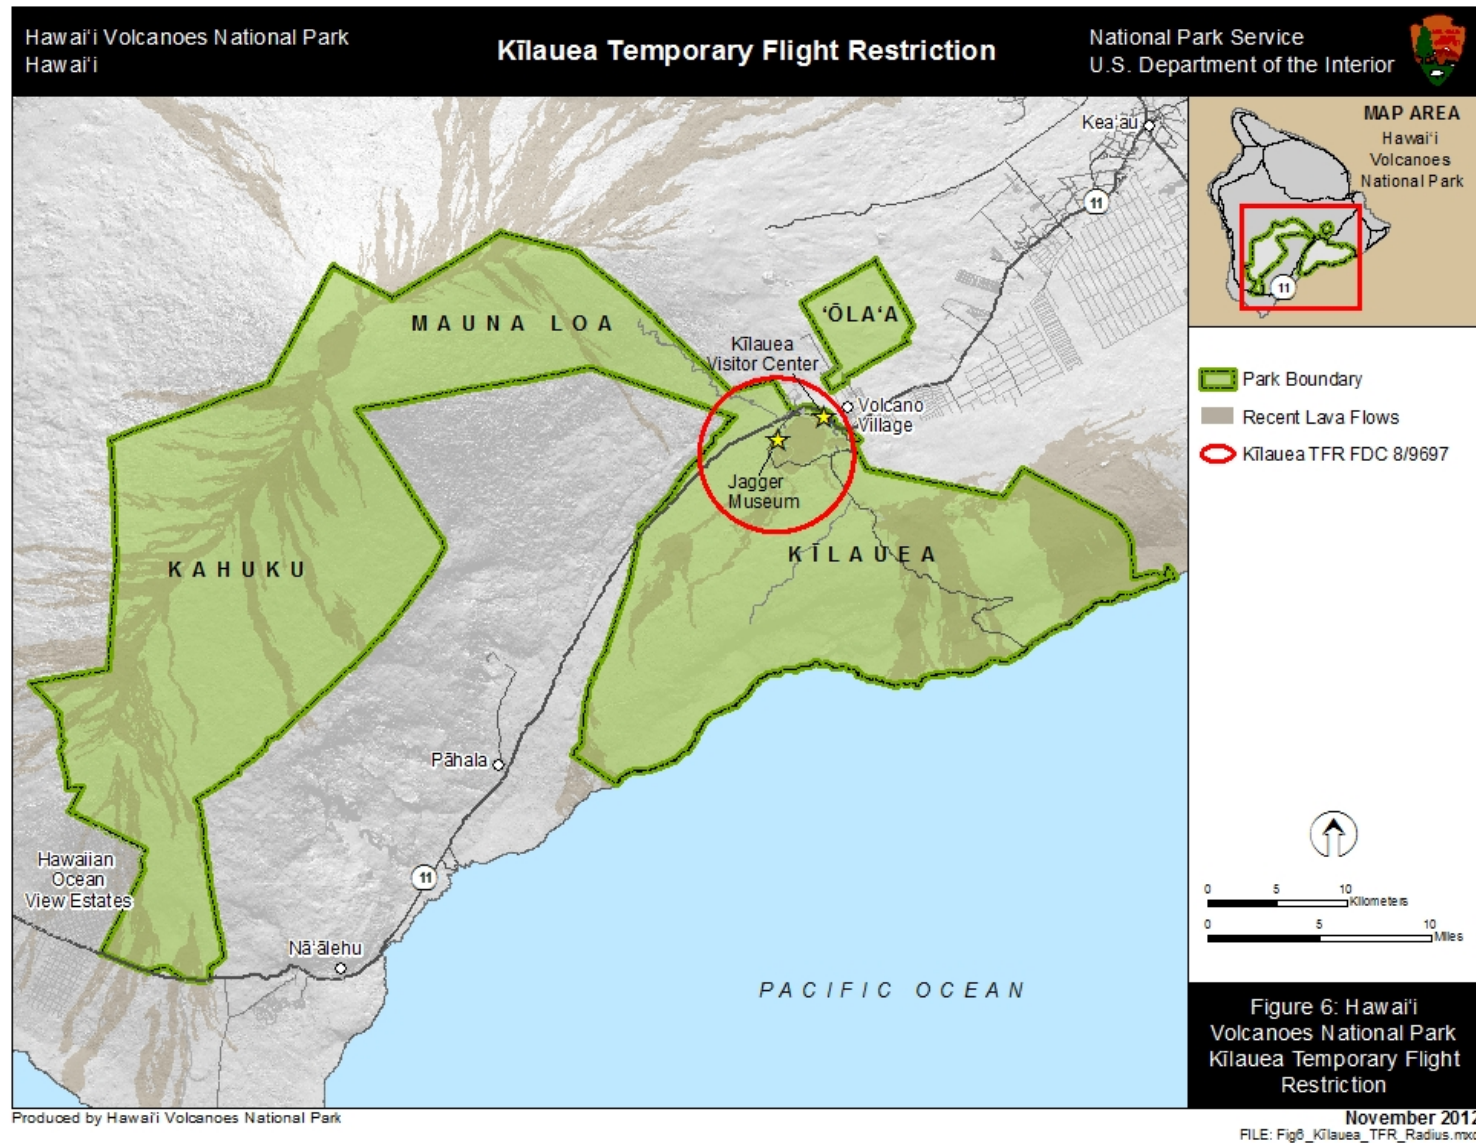 Hawai‘i Volcanoes National Park
Hawai‘i
Kīlauea Temporary Flight Restriction
National Park Service
U.S. Department of the Interior
Kea‘au
11
MAUNA LOA
‘ŌLA‘A
Kīlauea
Visitor Center
Volcano
Village
Jagger
Museum
KĪLAUEA
KAHUKU
Pāhala
Hawaiian
Ocean
View Estates
11
Nā‘ālehu
PACIFIC OCEAN
MAP AREA
Hawai‘i
Volcanoes
National Park
11
Park Boundary
Recent Lava Flows
Kīlauea TFR FDC 8/9697
0 5 10
Kilometers
0 5 10
Miles
Figure 6: Hawai‘i
Volcanoes National Park
Kīlauea Temporary Flight
Restriction
Produced by Hawai‘i Volcanoes National Park
November 2012
FILE: Fig6_Kīlauea_TFR_Radius.mxd